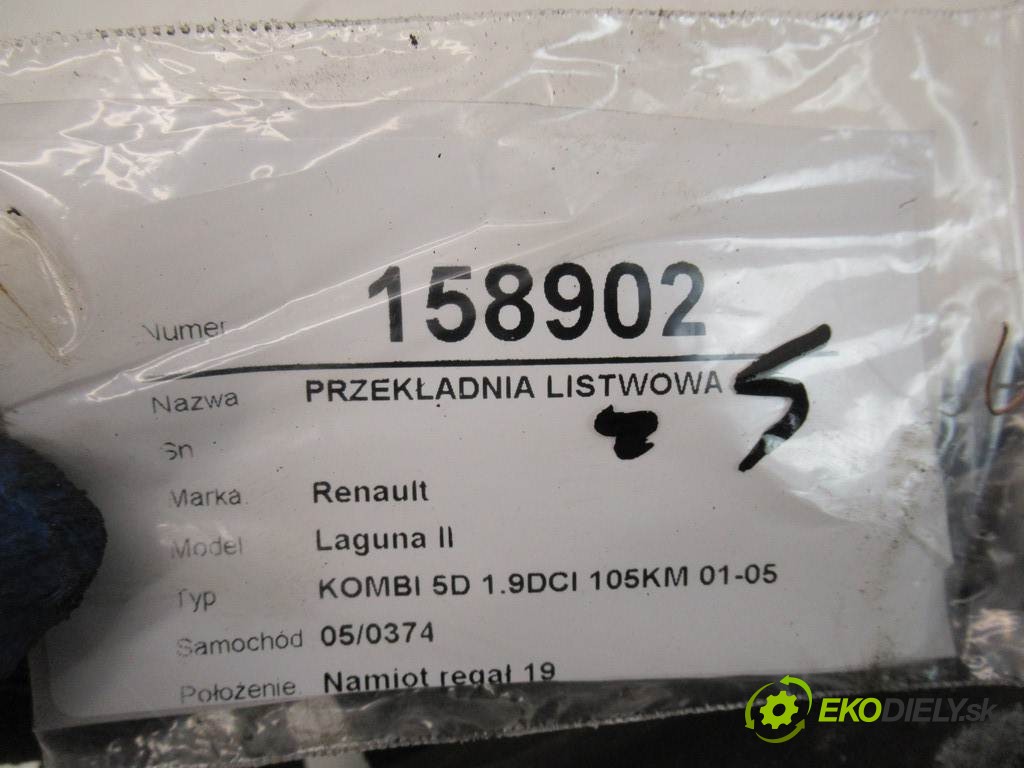 Numer 158902
Nazwa PRZEKŁADNIA LISTWOWA
Sn
Marka Renault
Model Laguna II
Typ KOMBI 5D 1.9DCI 105KM 01-05
Samochód 05/0374
Położenie Namiot regał 19
EKODIELY.sk